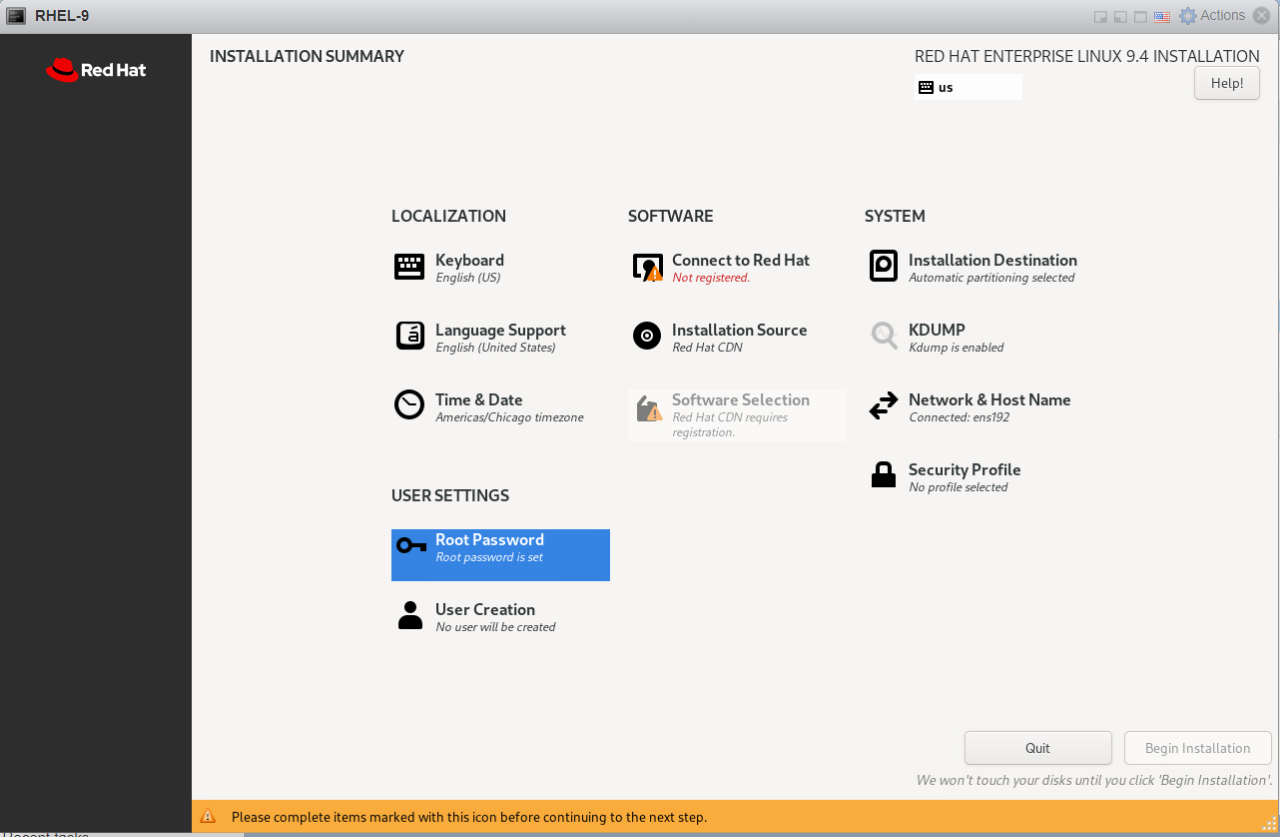 RHEL-9
Actions
Red Hat
INSTALLATION SUMMARY
RED HAT ENTERPRISE LINUX 9.4 INSTALLATION
us
Help!
LOCALIZATION
Keyboard
English (US)
Language Support
English (United States)
Time & Date
Americas/Chicago timezone
SOFTWARE
Connect to Red Hat
Not registered.
Installation Source
Red Hat CDN
Software Selection
Red Hat CDN requires
registration.
SYSTEM
Installation Destination
Automatic partitioning selected
KDUMP
Kdump is enabled
Network & Host Name
Connected: ens192
Security Profile
No profile selected
USER SETTINGS
Root Password
Root password is set
User Creation
No user will be created
Quit
Begin Installation
We won't touch your disks until you click 'Begin Installation'.
Please complete items marked with this icon before continuing to the next step.
Recent tasks